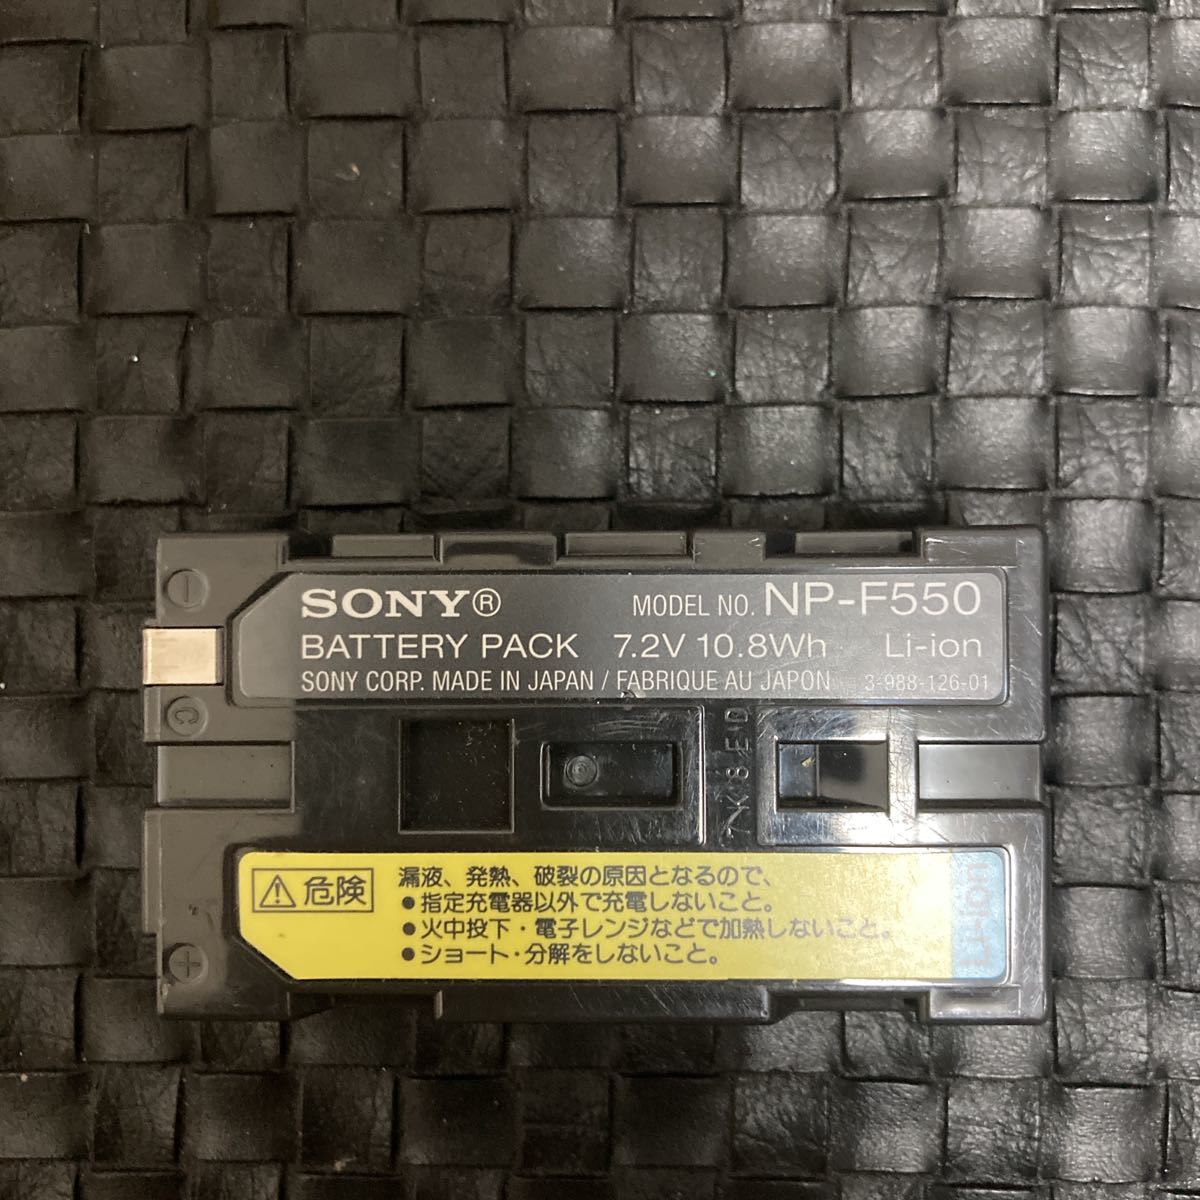 SONY®
MODEL NO. NP-F550
BATTERY PACK 7.2V 10.8Wh Li-ion
SONY CORP. MADE IN JAPAN / FABRIQUE AU JAPON 3-988-126-01
−
C
+
⚠危険
漏液、発熱、破裂の原因となるので、
●指定充電器以外で充電しないこと。
●火中投下・電子レンジなどで加熱しないこと。
●ショート・分解をしないこと。
Li-ion